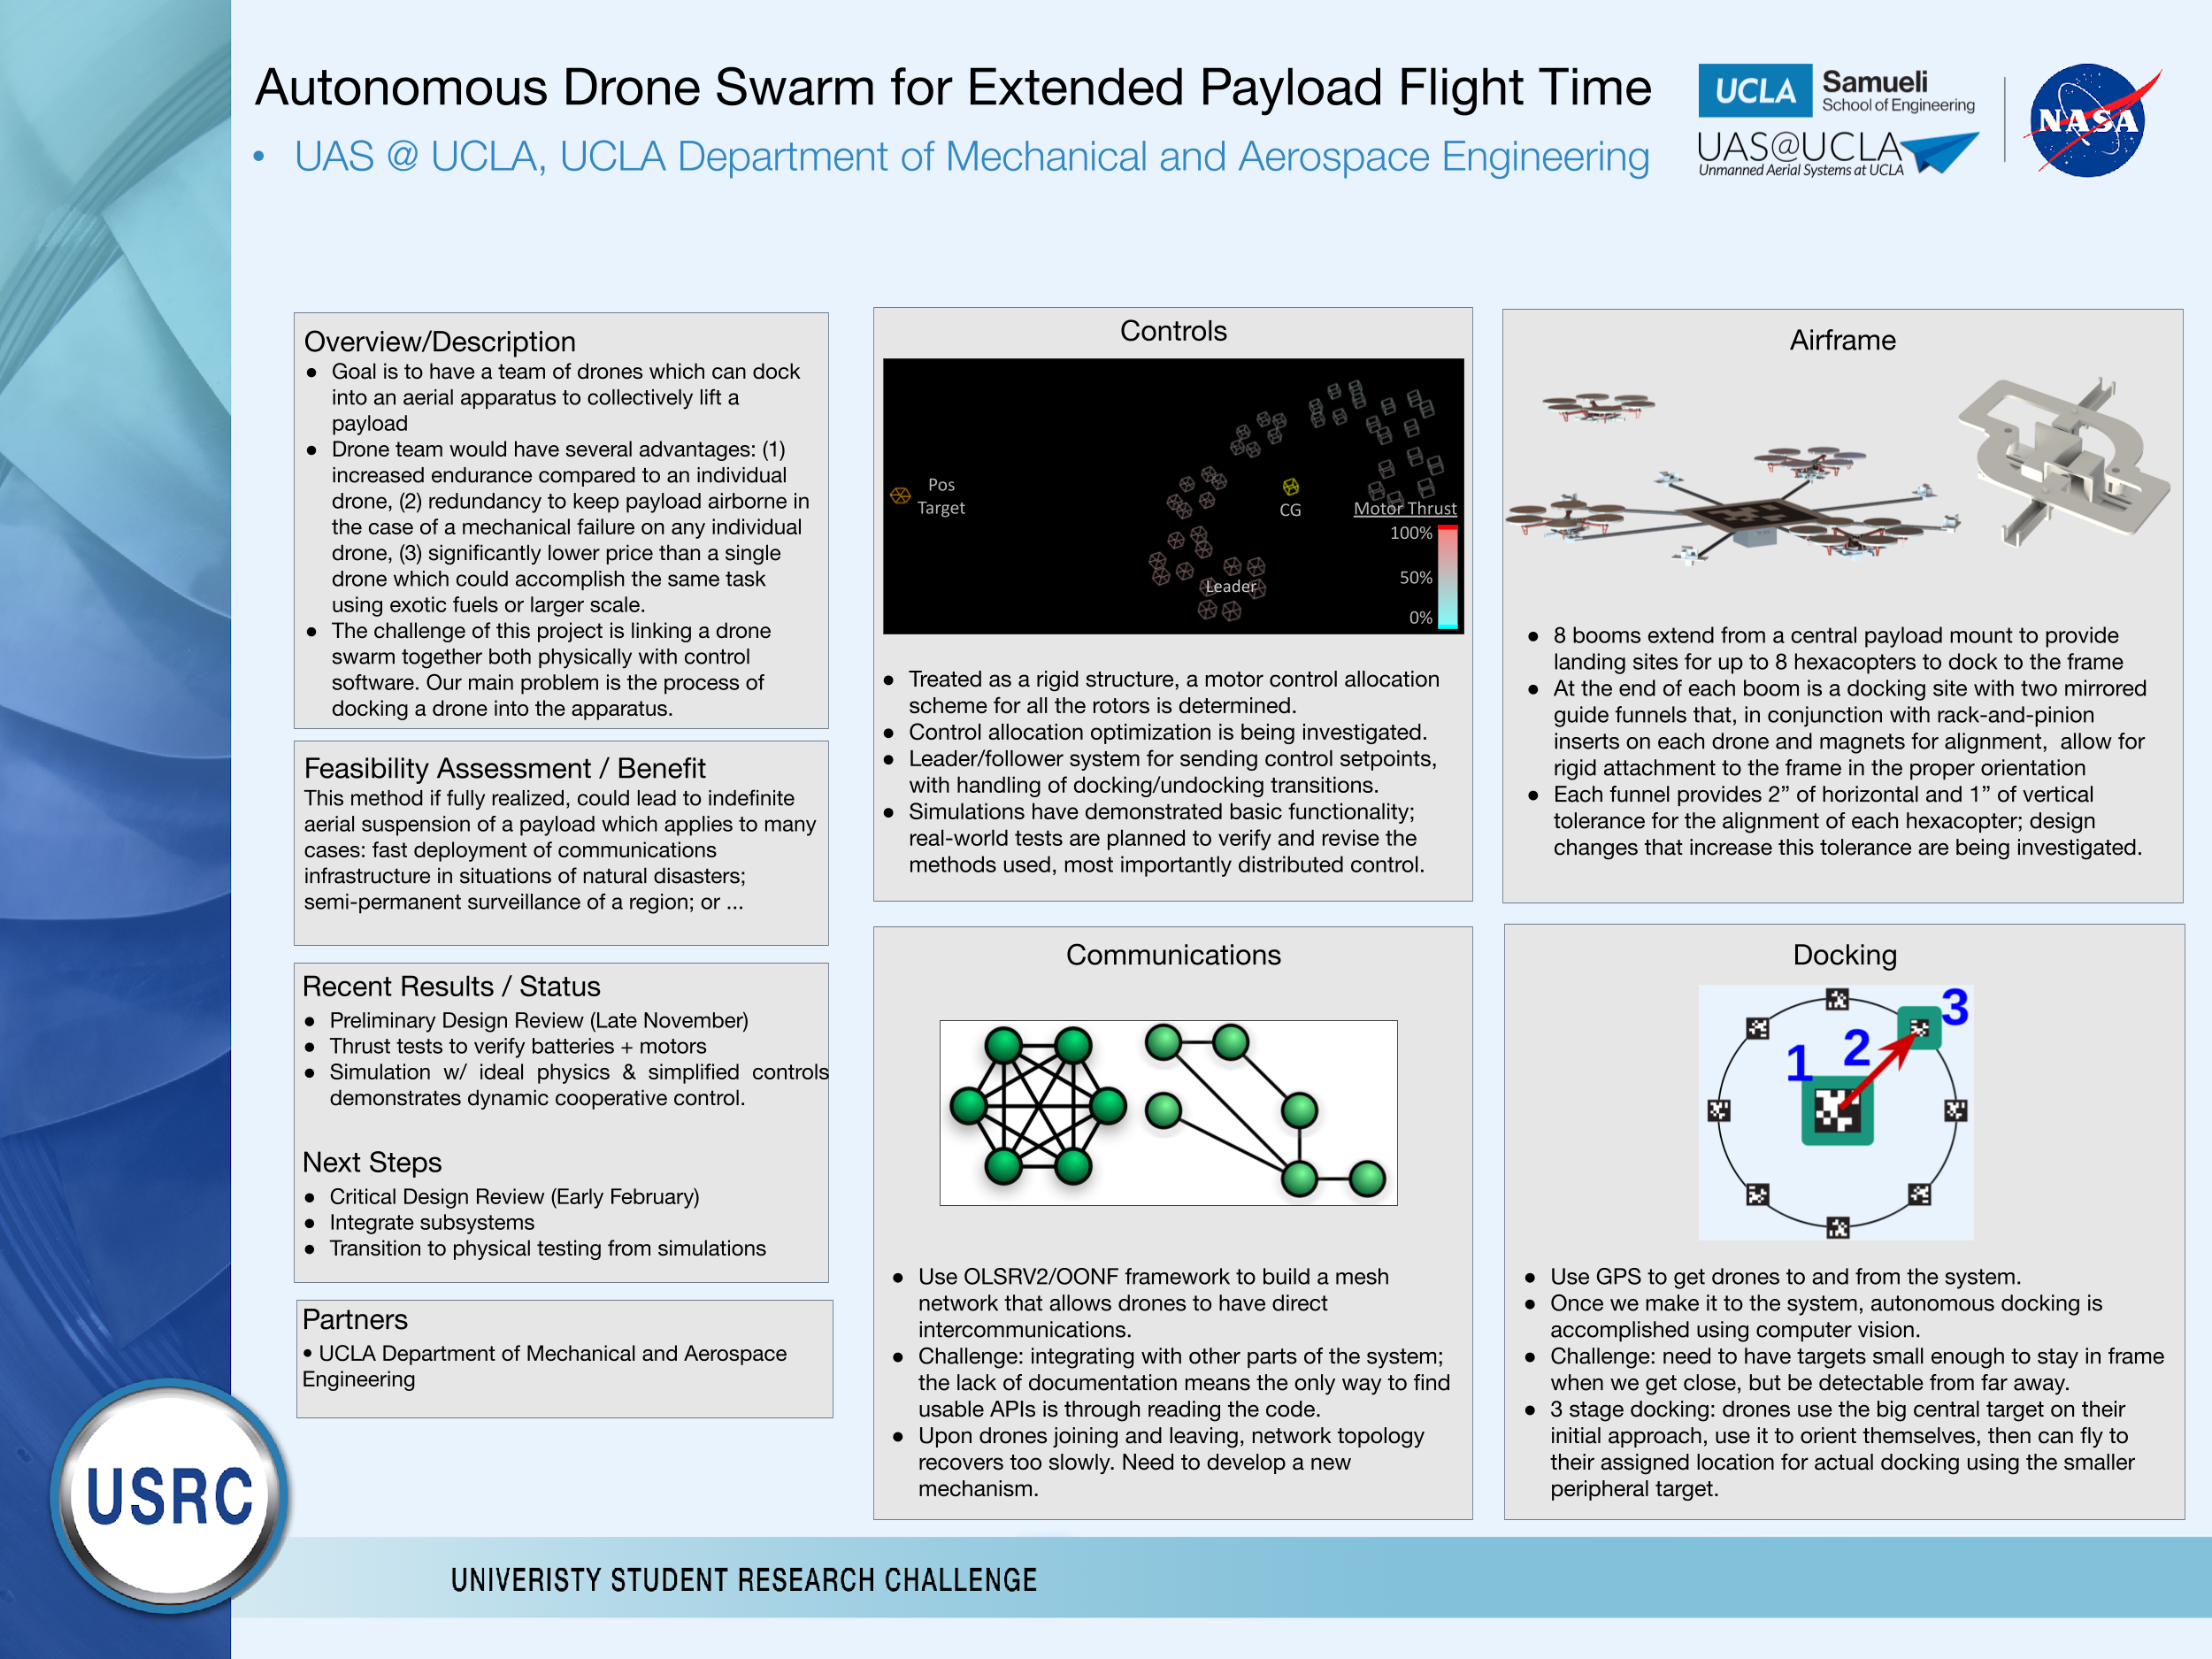 Autonomous Drone Swarm for Extended Payload Flight Time
• UAS @ UCLA, UCLA Department of Mechanical and Aerospace Engineering
UCLA Samueli
School of Engineering
UAS@UCLA
Unmanned Aerial Systems at UCLA
NASA
Overview/Description
● Goal is to have a team of drones which can dock
into an aerial apparatus to collectively lift a
payload
● Drone team would have several advantages: (1)
increased endurance compared to an individual
drone, (2) redundancy to keep payload airborne in
the case of a mechanical failure on any individual
drone, (3) significantly lower price than a single
drone which could accomplish the same task
using exotic fuels or larger scale.
● The challenge of this project is linking a drone
swarm together both physically with control
software. Our main problem is the process of
docking a drone into the apparatus.
Feasibility Assessment / Benefit
This method if fully realized, could lead to indefinite
aerial suspension of a payload which applies to many
cases: fast deployment of communications
infrastructure in situations of natural disasters;
semi-permanent surveillance of a region; or ...
Recent Results / Status
● Preliminary Design Review (Late November)
● Thrust tests to verify batteries + motors
● Simulation w/ ideal physics & simplified controls
demonstrates dynamic cooperative control.
Next Steps
● Critical Design Review (Early February)
● Integrate subsystems
● Transition to physical testing from simulations
Partners
• UCLA Department of Mechanical and Aerospace
Engineering
Controls
Pos
Target
CG
Leader
Motor Thrust
100%
50%
0%
● Treated as a rigid structure, a motor control allocation
scheme for all the rotors is determined.
● Control allocation optimization is being investigated.
● Leader/follower system for sending control setpoints,
with handling of docking/undocking transitions.
● Simulations have demonstrated basic functionality;
real-world tests are planned to verify and revise the
methods used, most importantly distributed control.
Communications
● Use OLSRV2/OONF framework to build a mesh
network that allows drones to have direct
intercommunications.
● Challenge: integrating with other parts of the system;
the lack of documentation means the only way to find
usable APIs is through reading the code.
● Upon drones joining and leaving, network topology
recovers too slowly. Need to develop a new
mechanism.
Airframe
● 8 booms extend from a central payload mount to provide
landing sites for up to 8 hexacopters to dock to the frame
● At the end of each boom is a docking site with two mirrored
guide funnels that, in conjunction with rack-and-pinion
inserts on each drone and magnets for alignment,  allow for
rigid attachment to the frame in the proper orientation
● Each funnel provides 2” of horizontal and 1” of vertical
tolerance for the alignment of each hexacopter; design
changes that increase this tolerance are being investigated.
Docking
1 2 3
● Use GPS to get drones to and from the system.
● Once we make it to the system, autonomous docking is
accomplished using computer vision.
● Challenge: need to have targets small enough to stay in frame
when we get close, but be detectable from far away.
● 3 stage docking: drones use the big central target on their
initial approach, use it to orient themselves, then can fly to
their assigned location for actual docking using the smaller
peripheral target.
USRC
UNIVERISTY STUDENT RESEARCH CHALLENGE